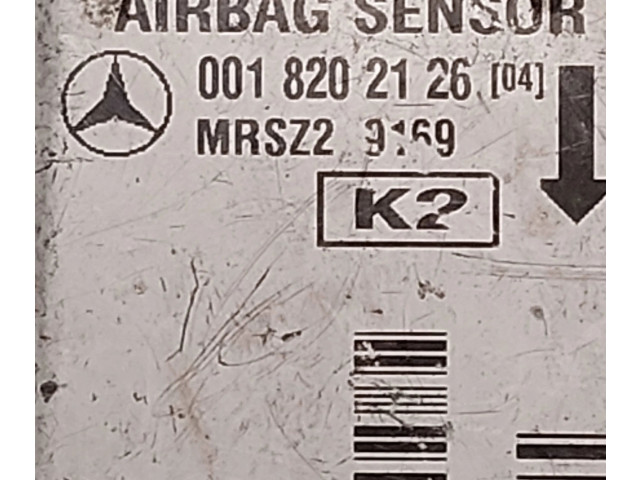 AIRBAG SENSOR
001 820 21 26 [04]
MRSZ2 9169
K2